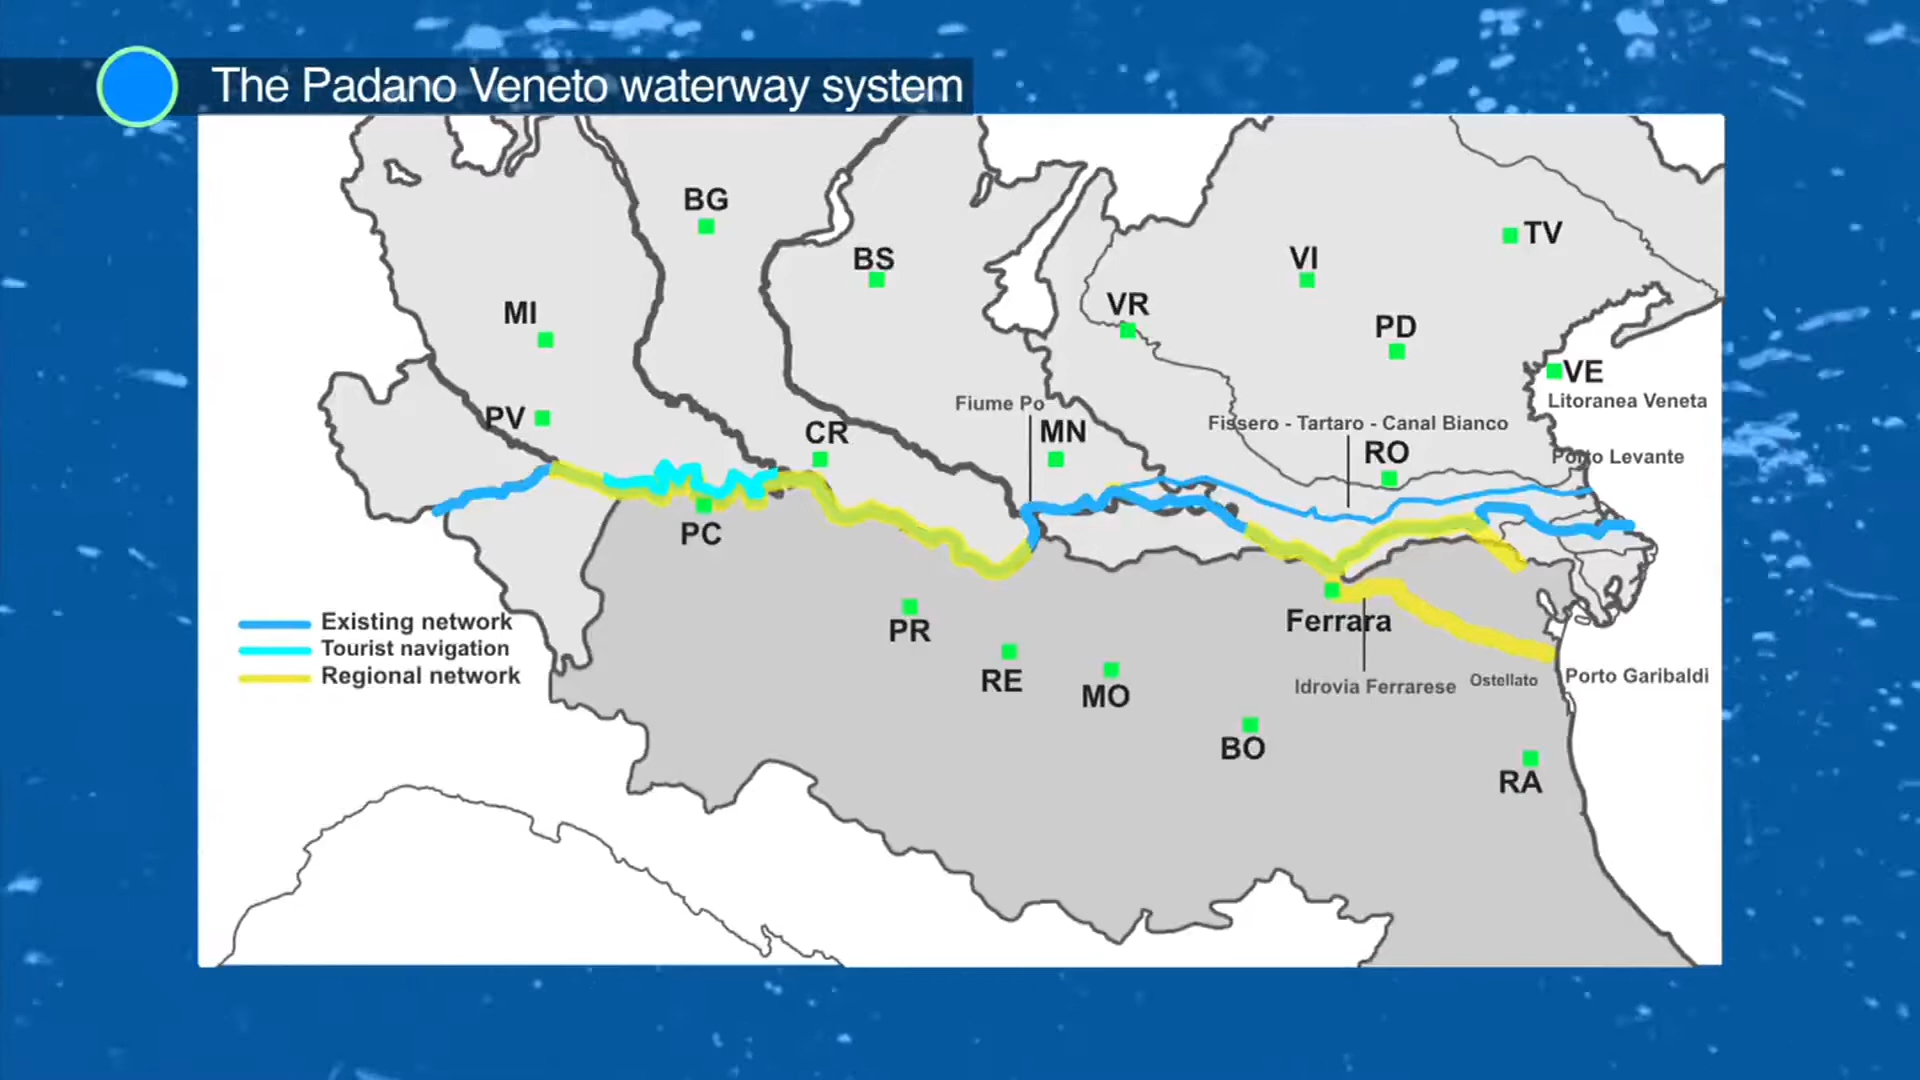 The Padano Veneto waterway system
BG
TV
BS
VI
VR
MI
PD
VE
Litoranea Veneta
Fiume Po
PV
Fissero - Tartaro - Canal Bianco
CR
MN
RO
Porto Levante
PC
Existing network
Tourist navigation
Regional network
PR
Ferrara
RE
MO
Idrovia Ferrarese
Ostellato
Porto Garibaldi
BO
RA